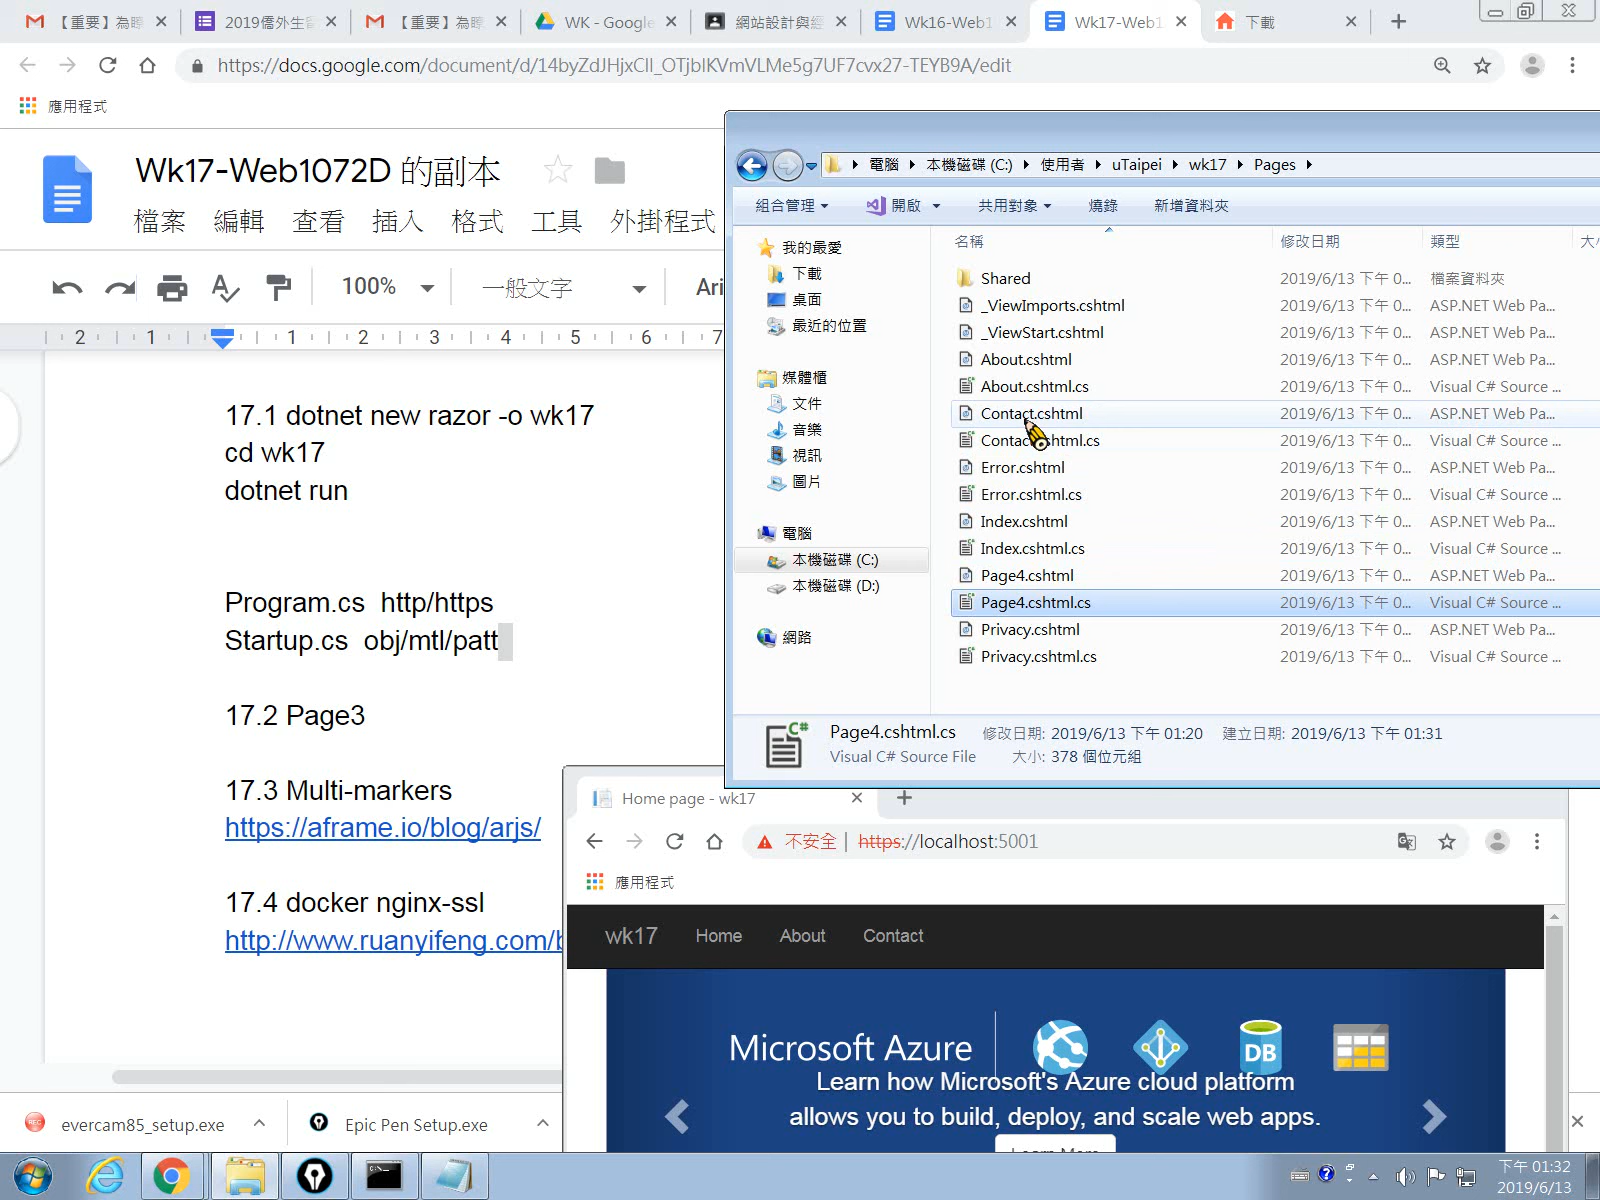 【重要】為
2019僑外生
【重要】為
WK - Google
網站設計與
Wk16-Web1
Wk17-Web1
下載
https://docs.google.com/document/d/14byZdJHjxCll_OTjblKVmVLMe5g7UF7cvx27-TEYB9A/edit
應用程式
Wk17-Web1072D 的副本
檔案 編輯 查看 插入 格式 工具 外掛程式
100% 一般文字 Ari
2 1 1 2 3 4 5 6 7
17.1 dotnet new razor -o wk17
cd wk17
dotnet run
Program.cs http/https
Startup.cs obj/mtl/patt
17.2 Page3
17.3 Multi-markers
https://aframe.io/blog/arjs/
17.4 docker nginx-ssl
http://www.ruanyifeng.com/b
電腦 本機磁碟 (C:) 使用者 uTaipei wk17 Pages
組合管理 開啟 共用對象 燒錄 新增資料夾
我的最愛
下載
桌面
最近的位置
媒體櫃
文件
音樂
視訊
圖片
電腦
本機磁碟 (C:)
本機磁碟 (D:)
網路
名稱 修改日期 類型 大
Shared 2019/6/13 下午 0... 檔案資料夾
_ViewImports.cshtml 2019/6/13 下午 0... ASP.NET Web Pa...
_ViewStart.cshtml 2019/6/13 下午 0... ASP.NET Web Pa...
About.cshtml 2019/6/13 下午 0... ASP.NET Web Pa...
About.cshtml.cs 2019/6/13 下午 0... Visual C# Source ...
Contact.cshtml 2019/6/13 下午 0... ASP.NET Web Pa...
Contact.cshtml.cs 2019/6/13 下午 0... Visual C# Source ...
Error.cshtml 2019/6/13 下午 0... ASP.NET Web Pa...
Error.cshtml.cs 2019/6/13 下午 0... Visual C# Source ...
Index.cshtml 2019/6/13 下午 0... ASP.NET Web Pa...
Index.cshtml.cs 2019/6/13 下午 0... Visual C# Source ...
Page4.cshtml 2019/6/13 下午 0... ASP.NET Web Pa...
Page4.cshtml.cs 2019/6/13 下午 0... Visual C# Source ...
Privacy.cshtml 2019/6/13 下午 0... ASP.NET Web Pa...
Privacy.cshtml.cs 2019/6/13 下午 0... Visual C# Source ...
Page4.cshtml.cs 修改日期: 2019/6/13 下午 01:20 建立日期: 2019/6/13 下午 01:31
Visual C# Source File 大小: 378 個位元組
Home page - wk17
不安全 | https://localhost:5001
應用程式
wk17 Home About Contact
Microsoft Azure
DB
Learn how Microsoft's Azure cloud platform
allows you to build, deploy, and scale web apps.
Learn More
evercam85_setup.exe
Epic Pen Setup.exe
下午 01:32
2019/6/13